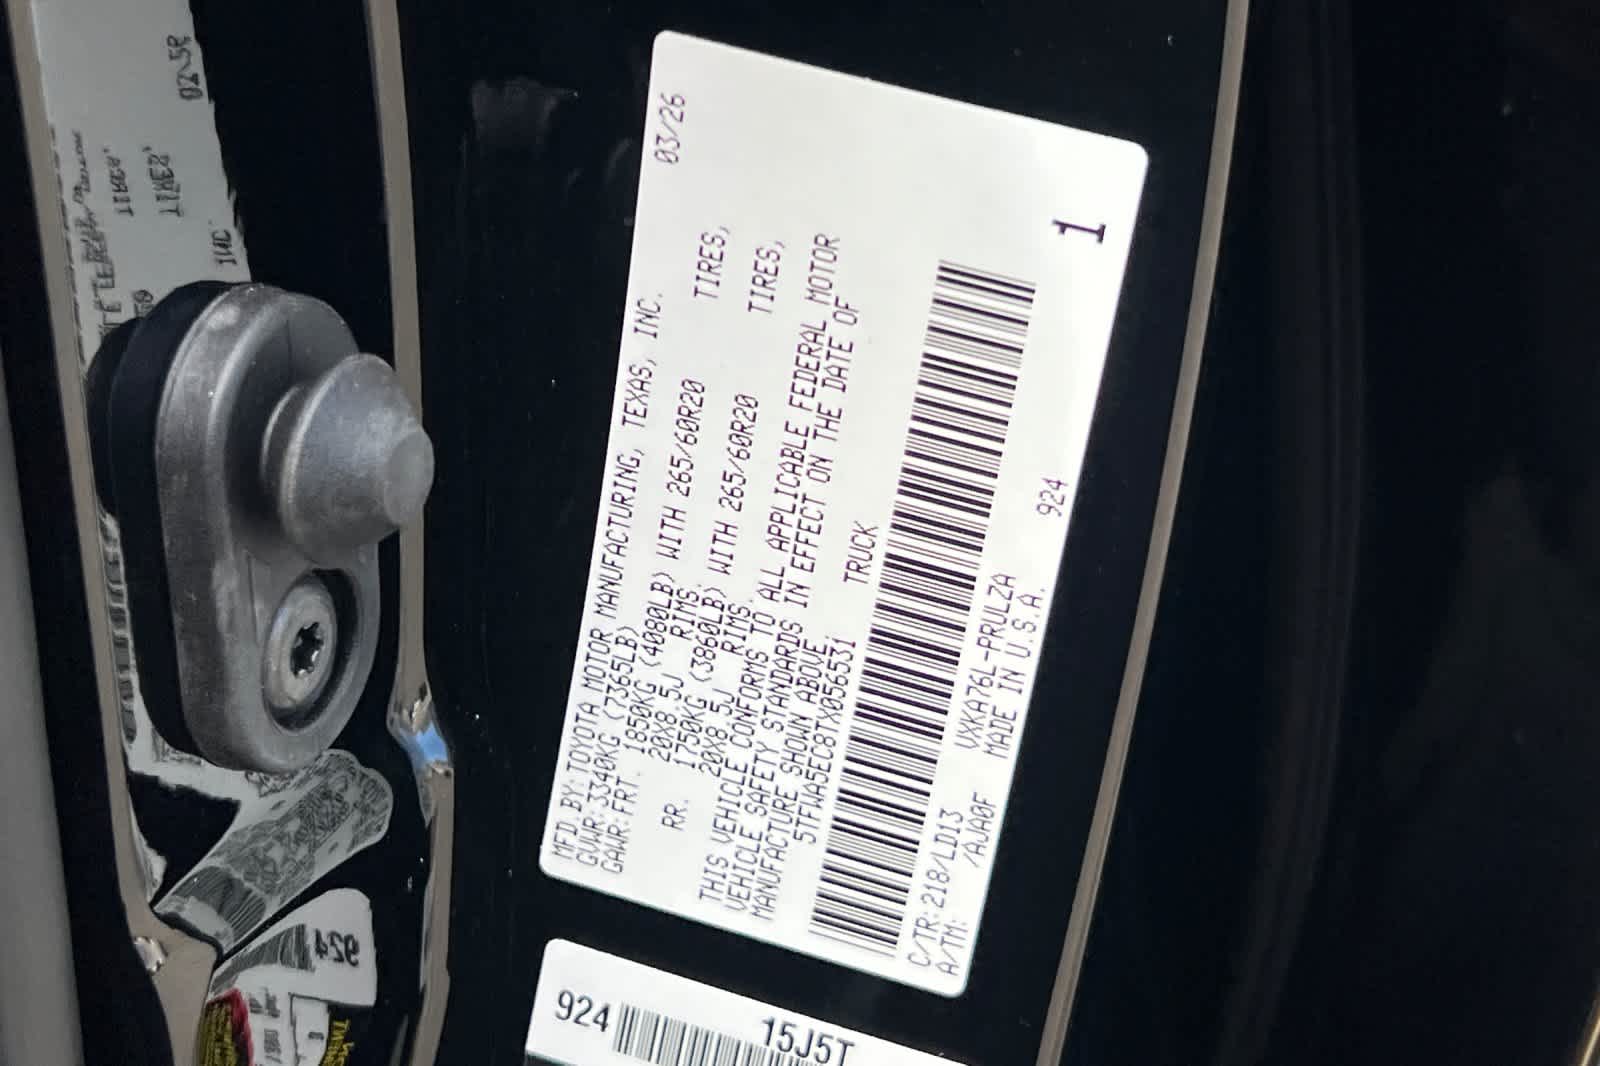 MFD.BY:TOYOTA MOTOR MANUFACTURING, TEXAS, INC. 03/26
GVWR:3340KG (7365LB)
GAWR:FRT. 1850KG (4080LB) WITH 265/60R20 TIRES,
20X8.5J RIMS.
RR. 1750KG (3860LB) WITH 265/60R20 TIRES,
20X8.5J RIMS.
THIS VEHICLE CONFORMS TO ALL APPLICABLE FEDERAL MOTOR
VEHICLE SAFETY STANDARDS IN EFFECT ON THE DATE OF
MANUFACTURE SHOWN ABOVE.
5TFWA5EC8TX056531 TRUCK
1
C/TR:218/LD13 VXKA76L-PRULZA
A/TM: /AJA0F MADE IN U.S.A. 924
924 15J5T